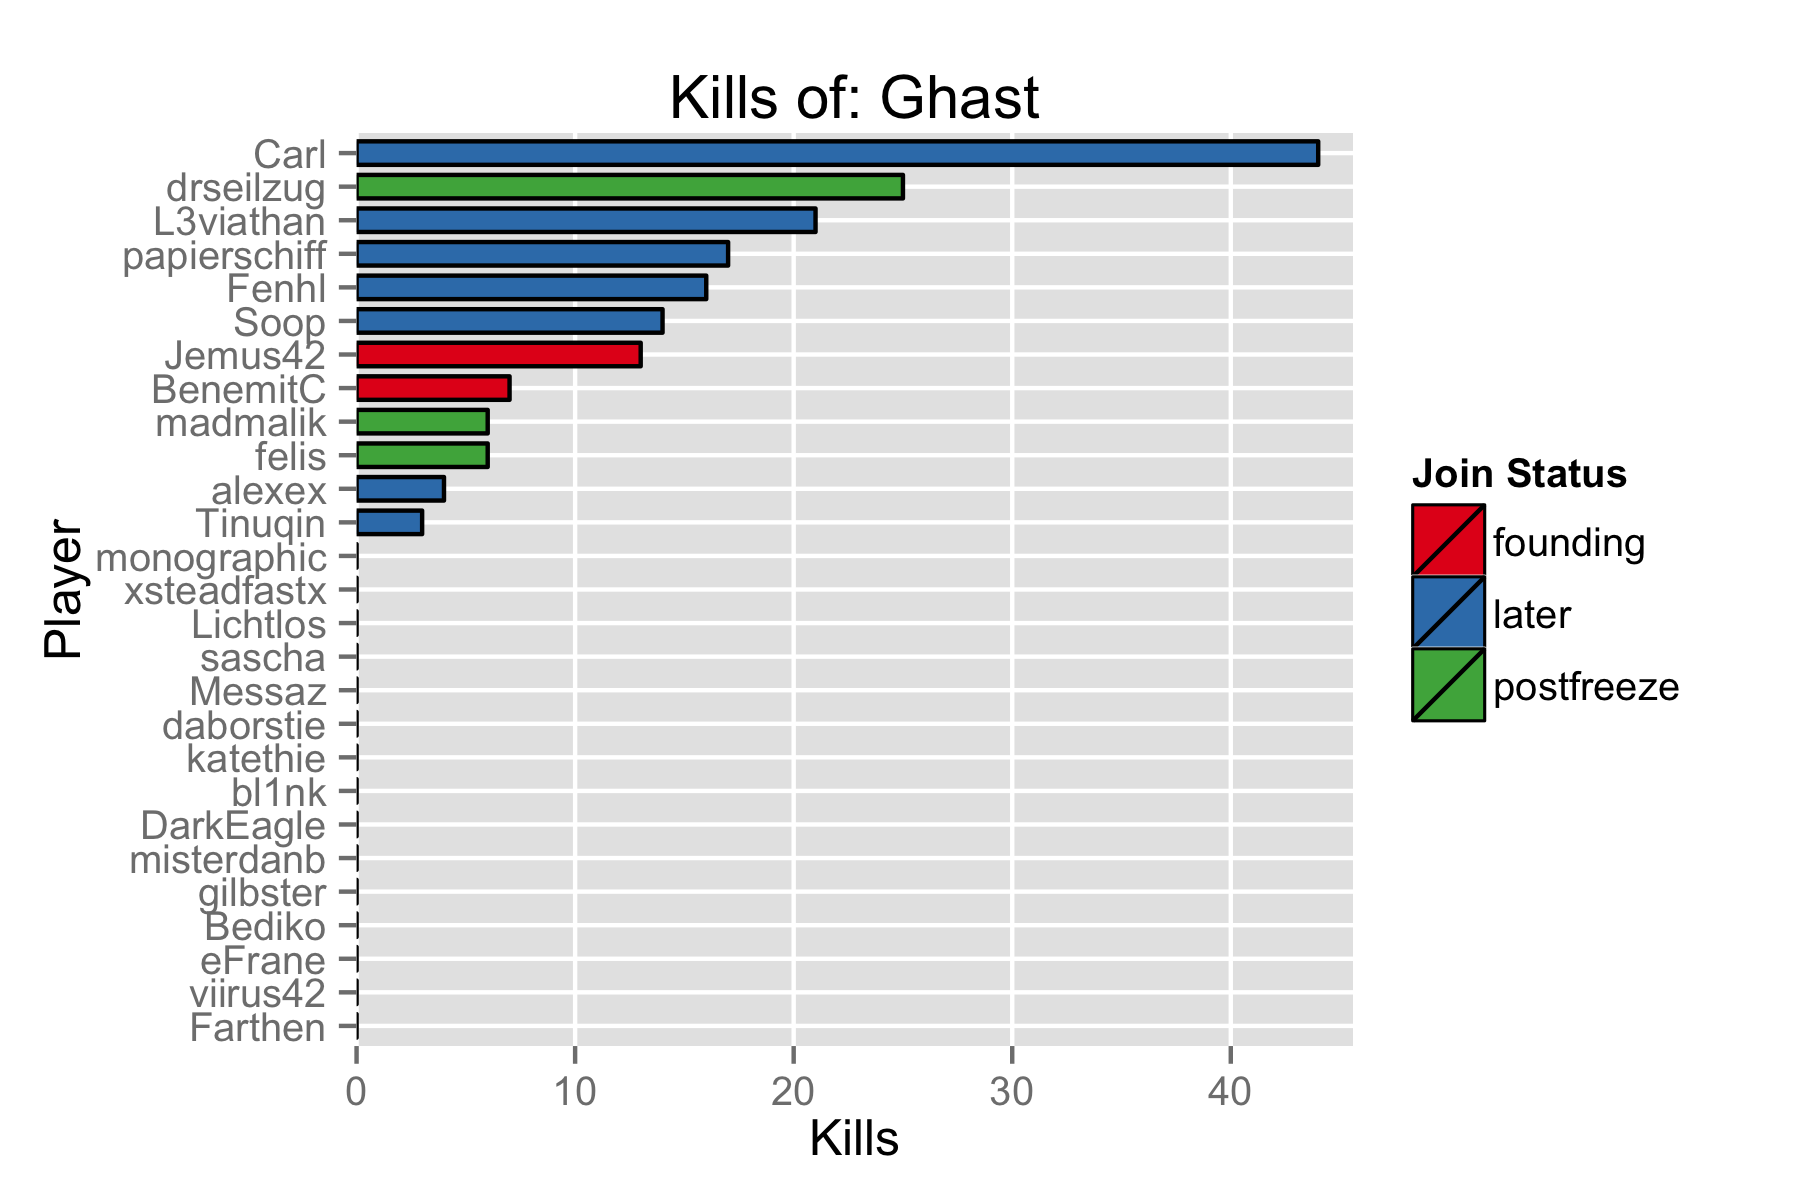 Kills of: Ghast
Carl
drseilzug
L3viathan
papierschiff
Fenhl
Soop
Jemus42
BenemitC
madmalik
felis
alexex
Tinuqin
monographic
xsteadfastx
Lichtlos
sascha
Messaz
daborstie
katethie
bl1nk
DarkEagle
misterdanb
gilbster
Bediko
eFrane
viirus42
Farthen
Player
0 10 20 30 40
Kills
Join Status
founding
later
postfreeze